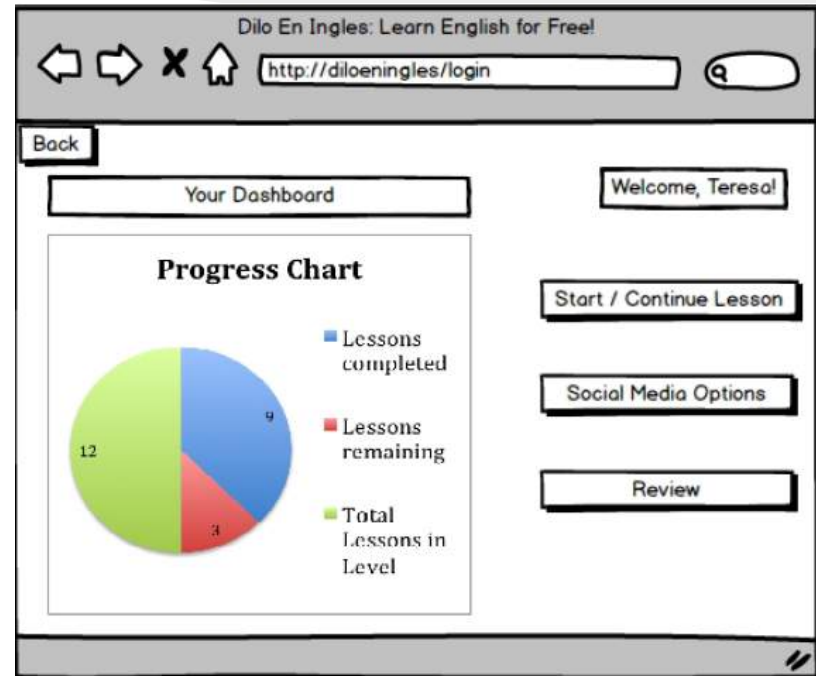 Dilo En Ingles: Learn English for Free!
http://diloeningles/login
Back
Your Dashboard
Welcome, Teresa!
Progress Chart
Lessons
completed
Lessons
remaining
Total
Lessons in
Level
9
12
3
Start / Continue Lesson
Social Media Options
Review